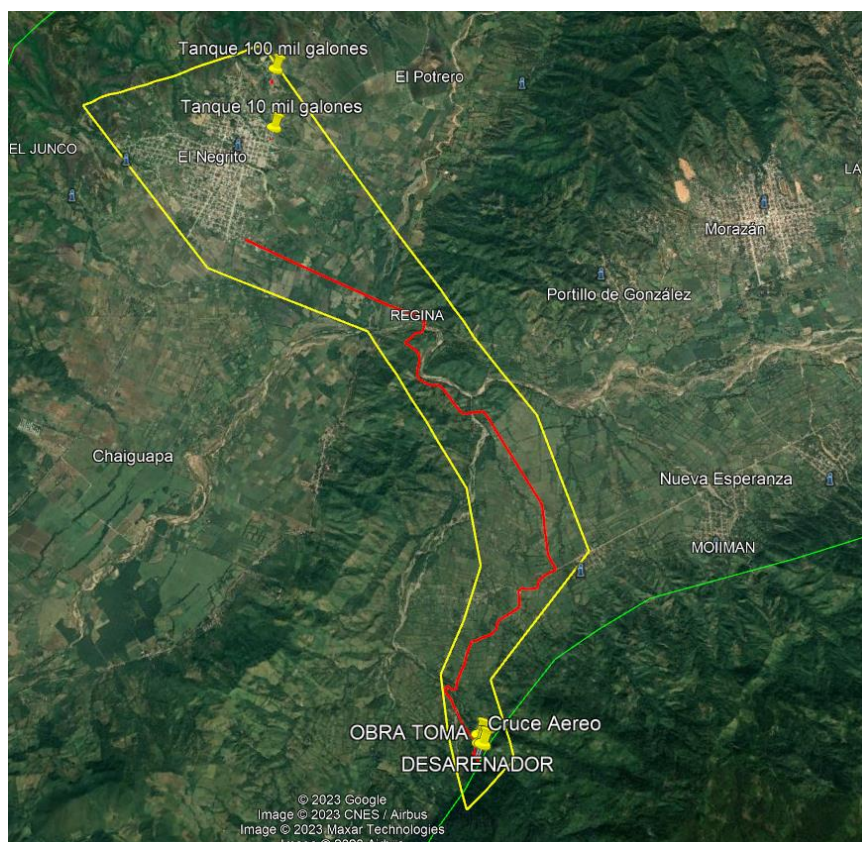 Tanque 100 mil galones
El Potrero
Tanque 10 mil galones
EL JUNCO
El Negrito
LA
Morazán
Portillo de González
REGINA
Chaiguapa
Nueva Esperanza
MOJIMAN
OBRA TOMA
Cruce Aereo
DESARENADOR
© 2023 Google
Image © 2023 CNES / Airbus
Image © 2023 Maxar Technologies